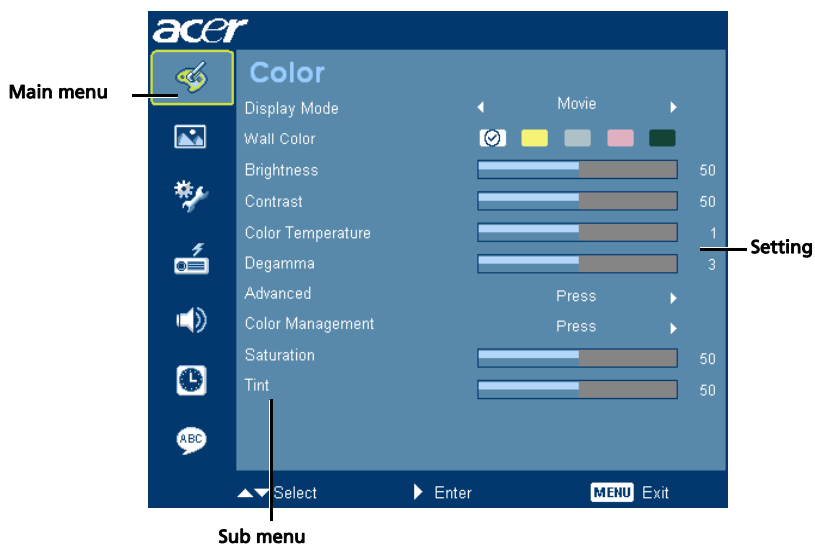 acer
Color
Main menu
Display Mode Movie
Wall Color
Brightness 50
Contrast 50
Color Temperature 1
Setting
Degamma 3
Advanced Press
Color Management Press
Saturation 50
Tint 50
ABC
Select Enter MENU Exit
Sub menu